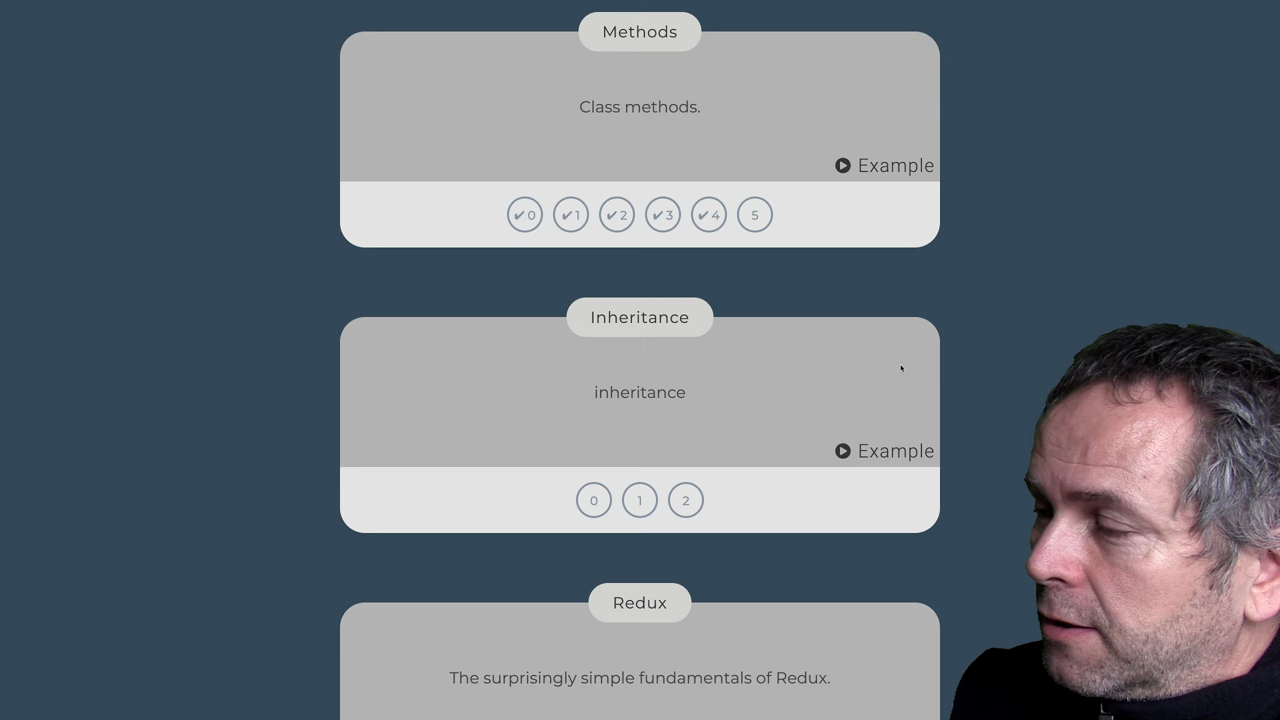 Methods
Class methods.
Example
✔0 ✔1 ✔2 ✔3 ✔4 5
Inheritance
inheritance
Example
0 1 2
Redux
The surprisingly simple fundamentals of Redux.